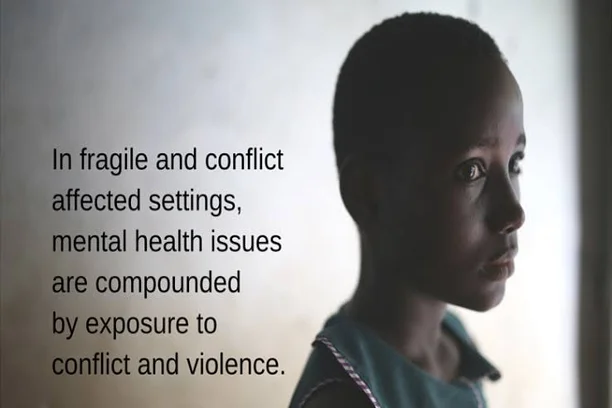 In fragile and conflict
affected settings,
mental health issues
are compounded
by exposure to
conflict and violence.